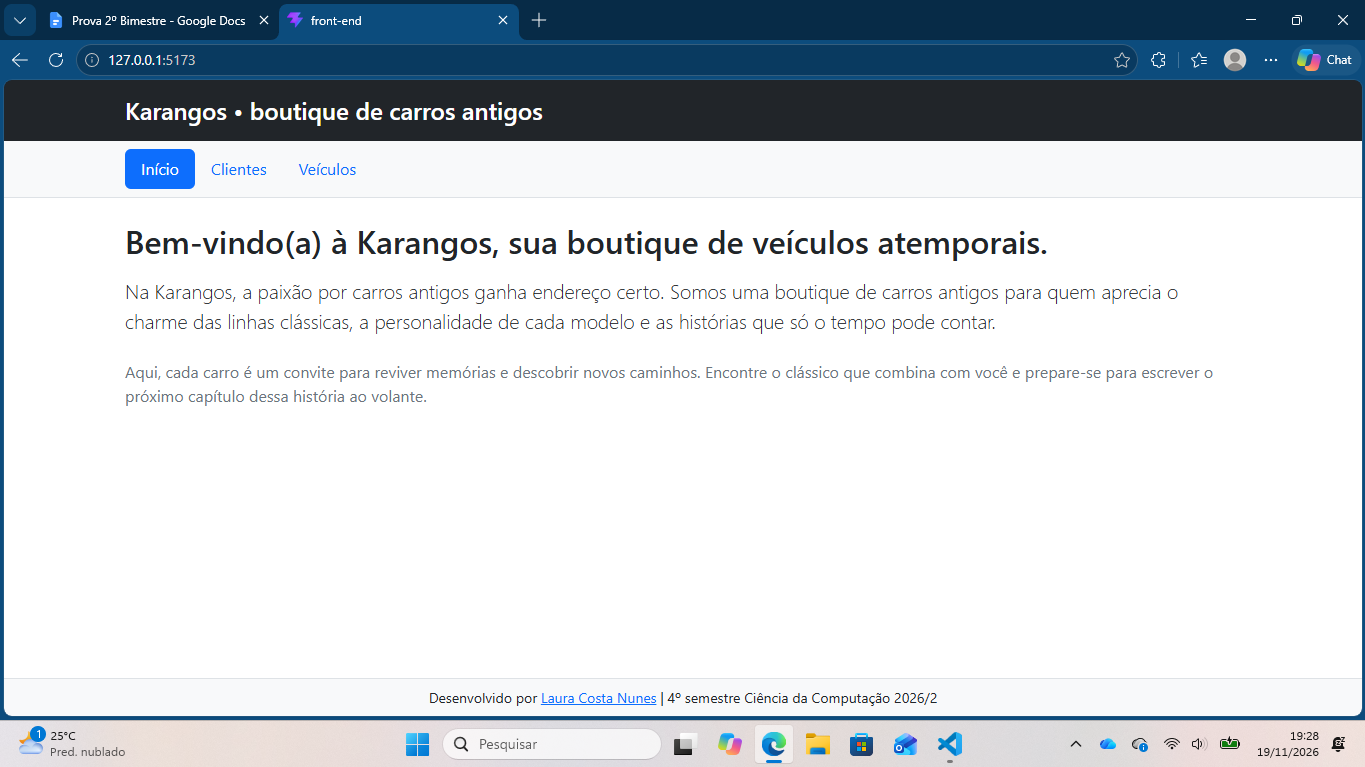 Prova 2º Bimestre - Google Docs
front-end
127.0.0.1:5173
Chat
Karangos • boutique de carros antigos
Início
Clientes
Veículos
Bem-vindo(a) à Karangos, sua boutique de veículos atemporais.
Na Karangos, a paixão por carros antigos ganha endereço certo. Somos uma boutique de carros antigos para quem aprecia o
charme das linhas clássicas, a personalidade de cada modelo e as histórias que só o tempo pode contar.
Aqui, cada carro é um convite para reviver memórias e descobrir novos caminhos. Encontre o clássico que combina com você e prepare-se para escrever o
próximo capítulo dessa história ao volante.
Desenvolvido por Laura Costa Nunes | 4º semestre Ciência da Computação 2026/2
1
25°C
Pred. nublado
Pesquisar
19:28
19/11/2026